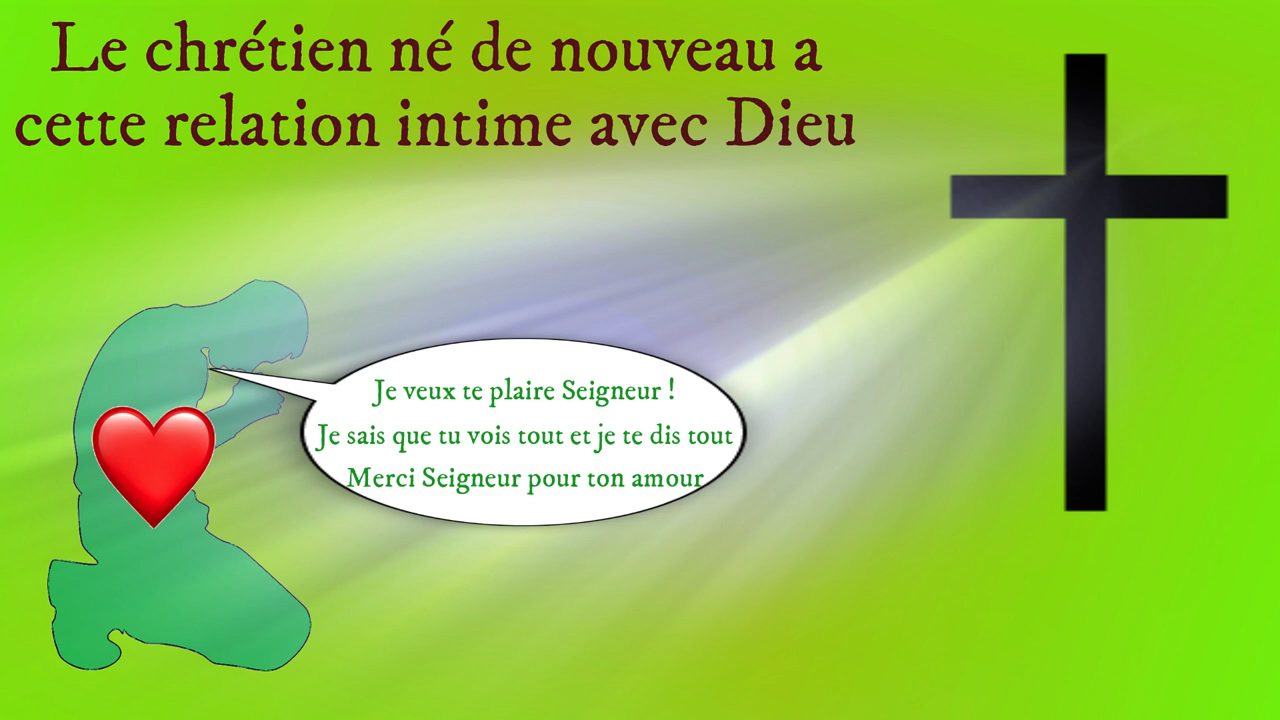 Le chrétien né de nouveau a
cette relation intime avec Dieu
Je veux te plaire Seigneur !
Je sais que tu vois tout et je te dis tout
Merci Seigneur pour ton amour